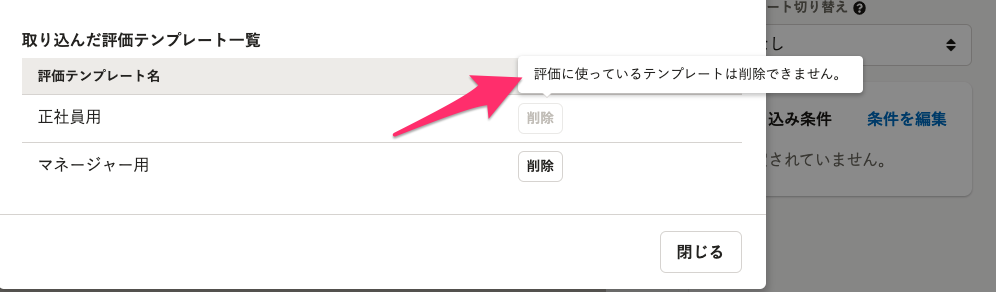 取り込んだ評価テンプレート一覧
評価テンプレート名
評価に使っているテンプレートは削除できません。
正社員用
削除
マネージャー用
削除
閉じる
ート切り替え
し
込み条件
条件を編集
されていません。